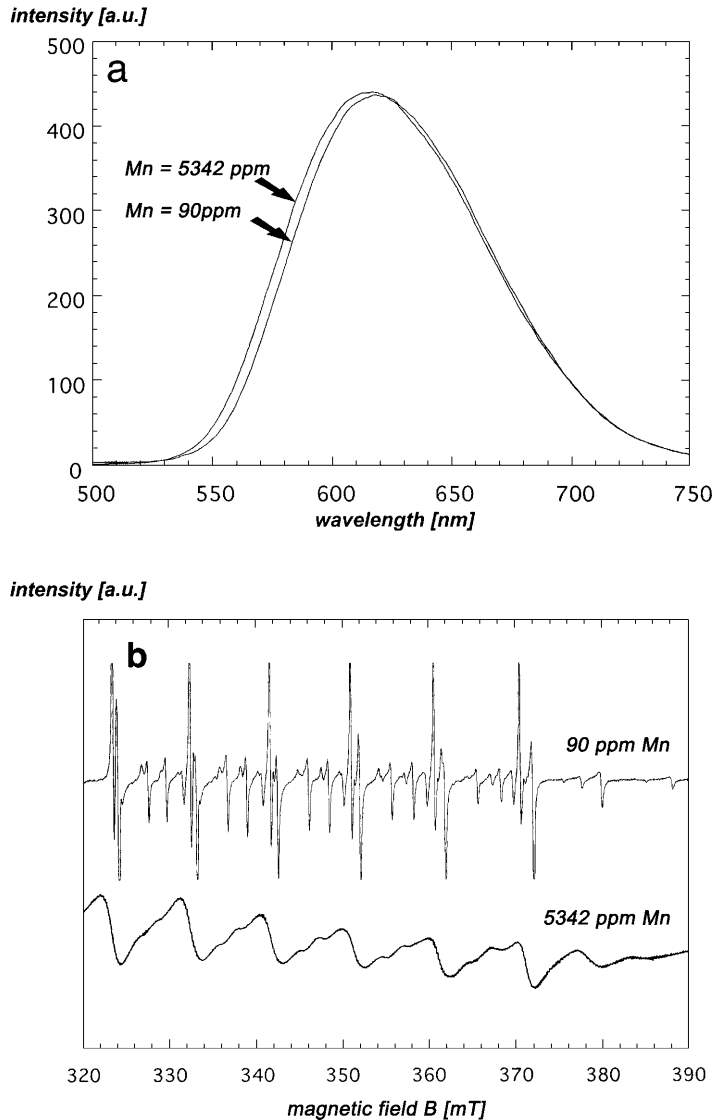 intensity [a.u.]
500
a
400
Mn = 5342 ppm
300
Mn = 90ppm
200
100
0
500 550 600 650 700 750
wavelength [nm]
intensity [a.u.]
b
90 ppm Mn
5342 ppm Mn
320 330 340 350 360 370 380 390
magnetic field B [mT]